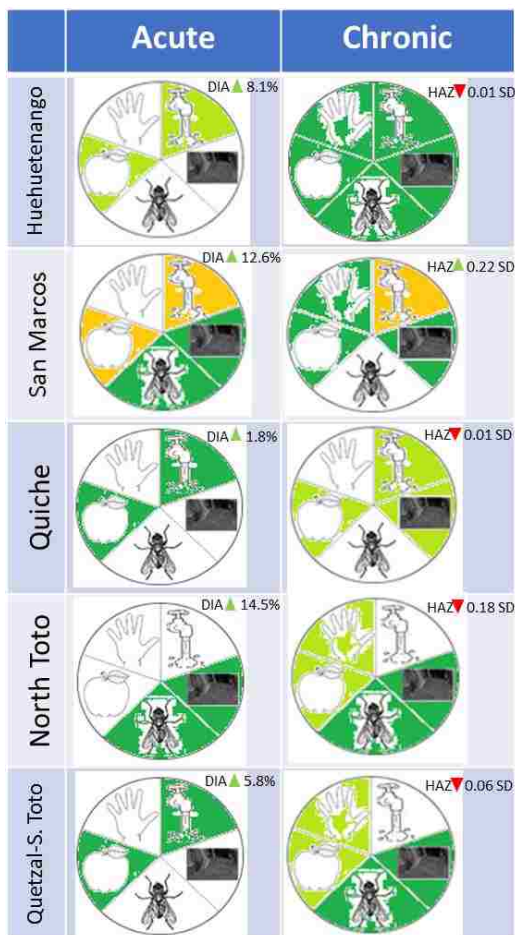 Acute Chronic
Huehuetenango
DIA 8.1%
HAZ 0.01 SD
San Marcos
DIA 12.6%
HAZ 0.22 SD
Quiche
DIA 1.8%
HAZ 0.01 SD
North Toto
DIA 14.5%
HAZ 0.18 SD
Quetzal-S. Toto
DIA 5.8%
HAZ 0.06 SD